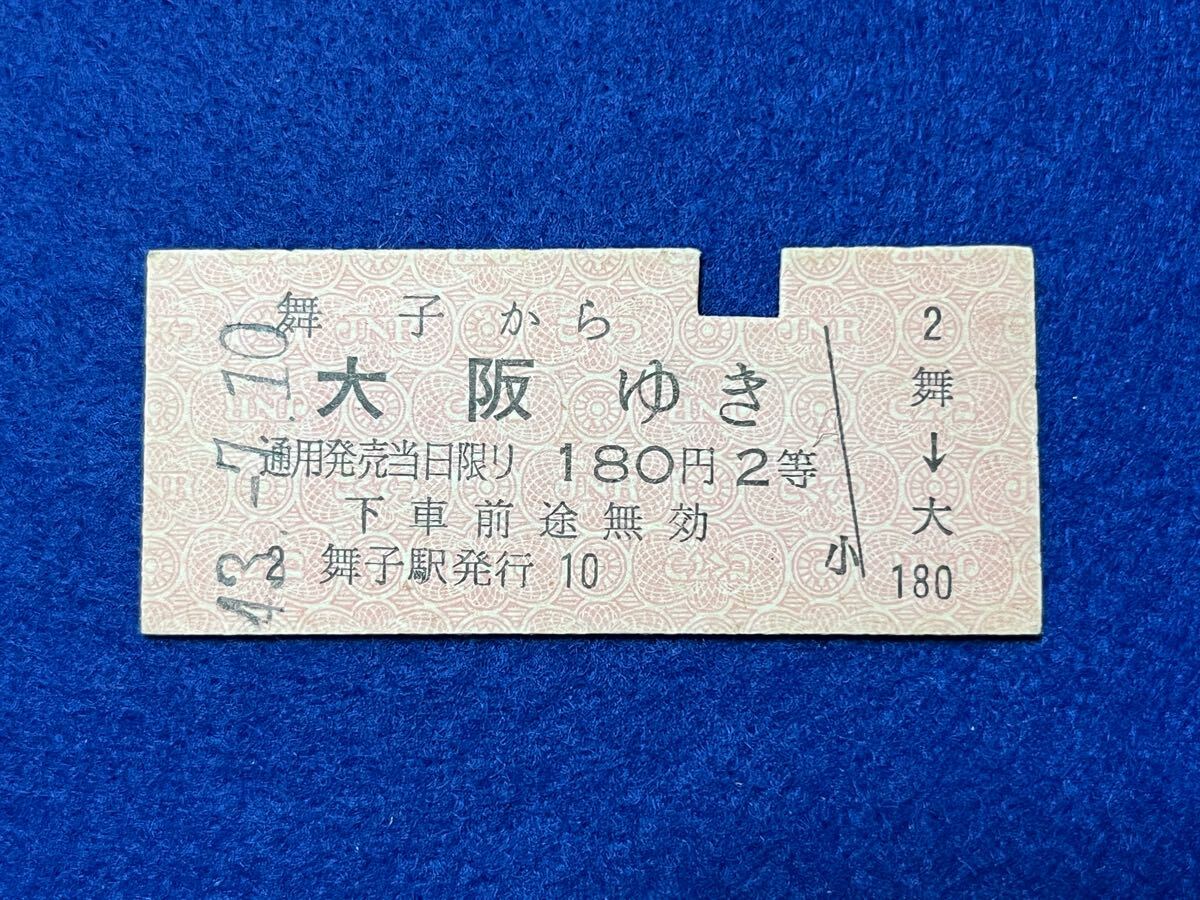 43.-7.10
舞子から
大阪ゆき
通用発売当日限り 180円 2等
下車前途無効
2 舞子駅発行 10
小
2
舞
↓
大
180
JNR